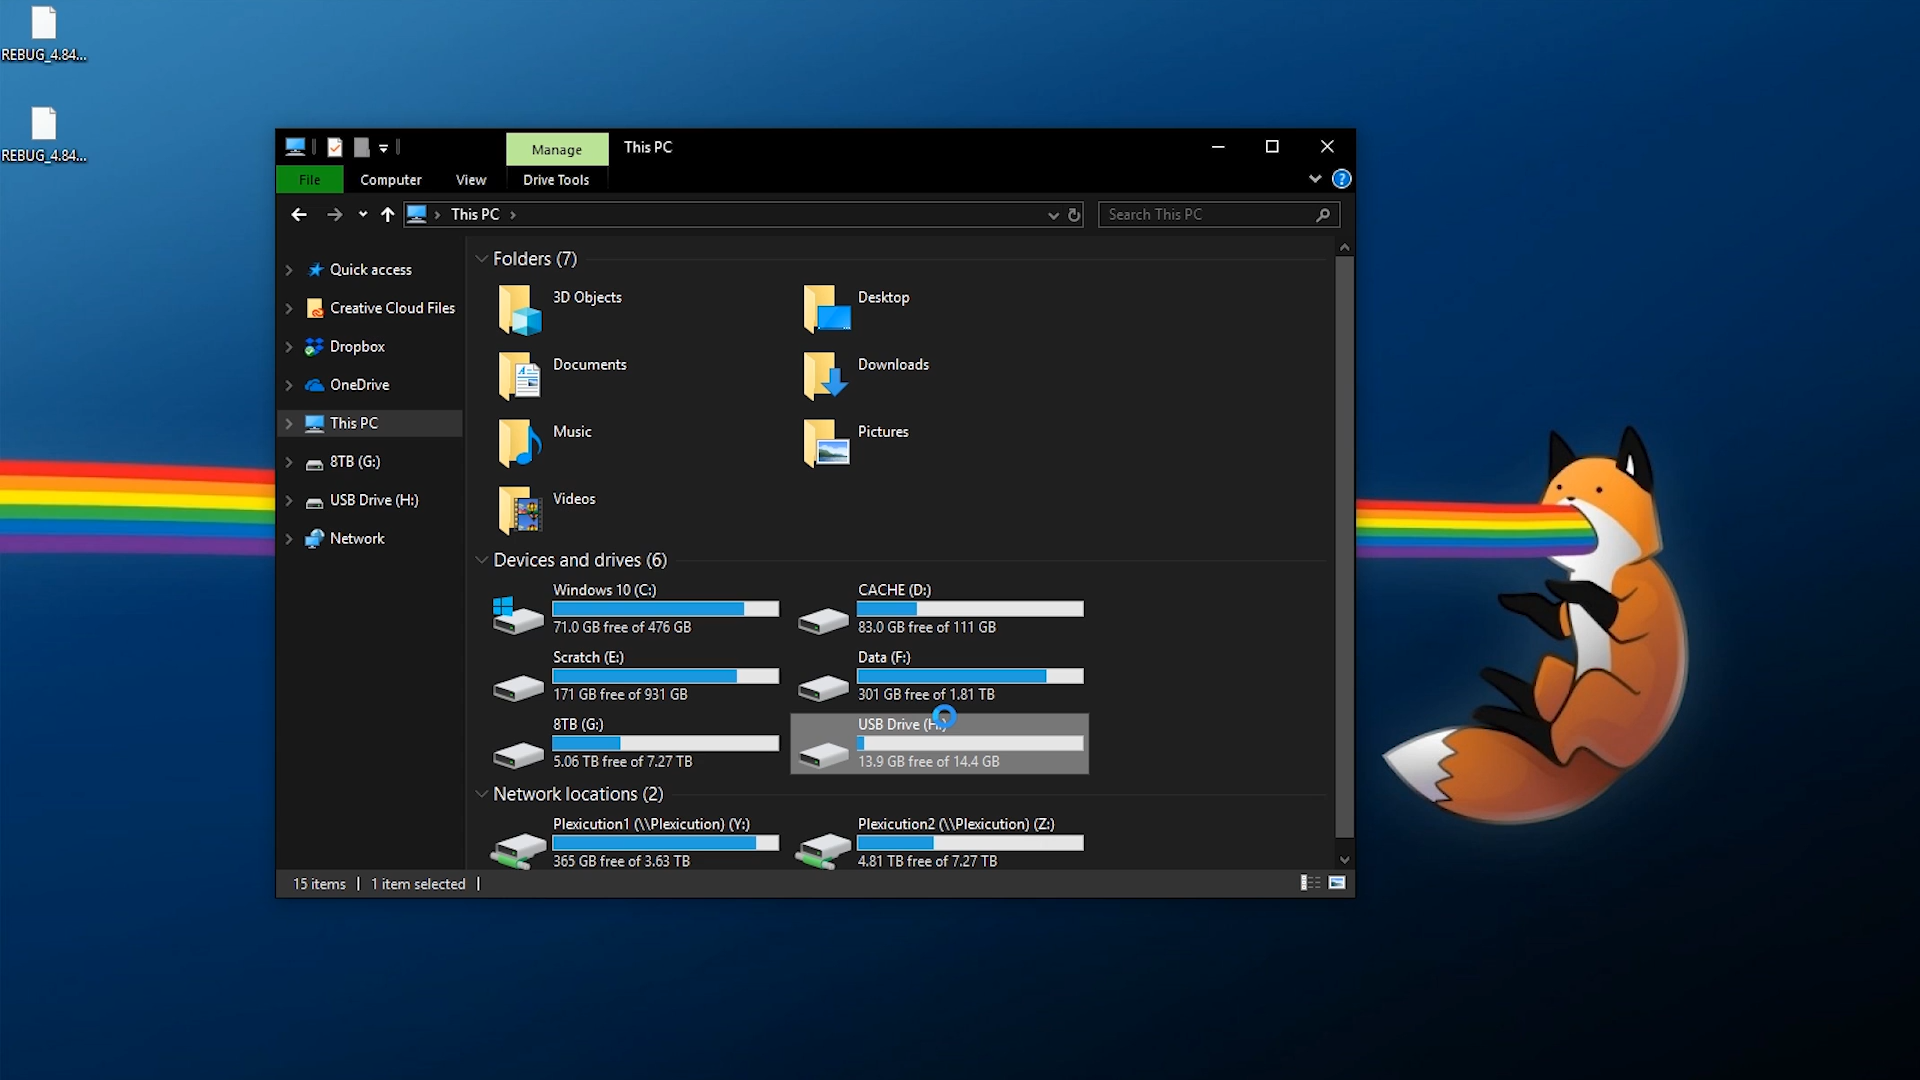 REBUG_4.84...
REBUG_4.84...
Manage
This PC
File
Computer
View
Drive Tools
This PC
Search This PC
Quick access
Creative Cloud Files
Dropbox
OneDrive
This PC
8TB (G:)
USB Drive (H:)
Network
Folders (7)
3D Objects
Desktop
Documents
Downloads
Music
Pictures
Videos
Devices and drives (6)
Windows 10 (C:)
71.0 GB free of 476 GB
CACHE (D:)
83.0 GB free of 111 GB
Scratch (E:)
171 GB free of 931 GB
Data (F:)
301 GB free of 1.81 TB
8TB (G:)
5.06 TB free of 7.27 TB
USB Drive (H:)
13.9 GB free of 14.4 GB
Network locations (2)
Plexicution1 (\\Plexicution) (Y:)
365 GB free of 3.63 TB
Plexicution2 (\\Plexicution) (Z:)
4.81 TB free of 7.27 TB
15 items
1 item selected